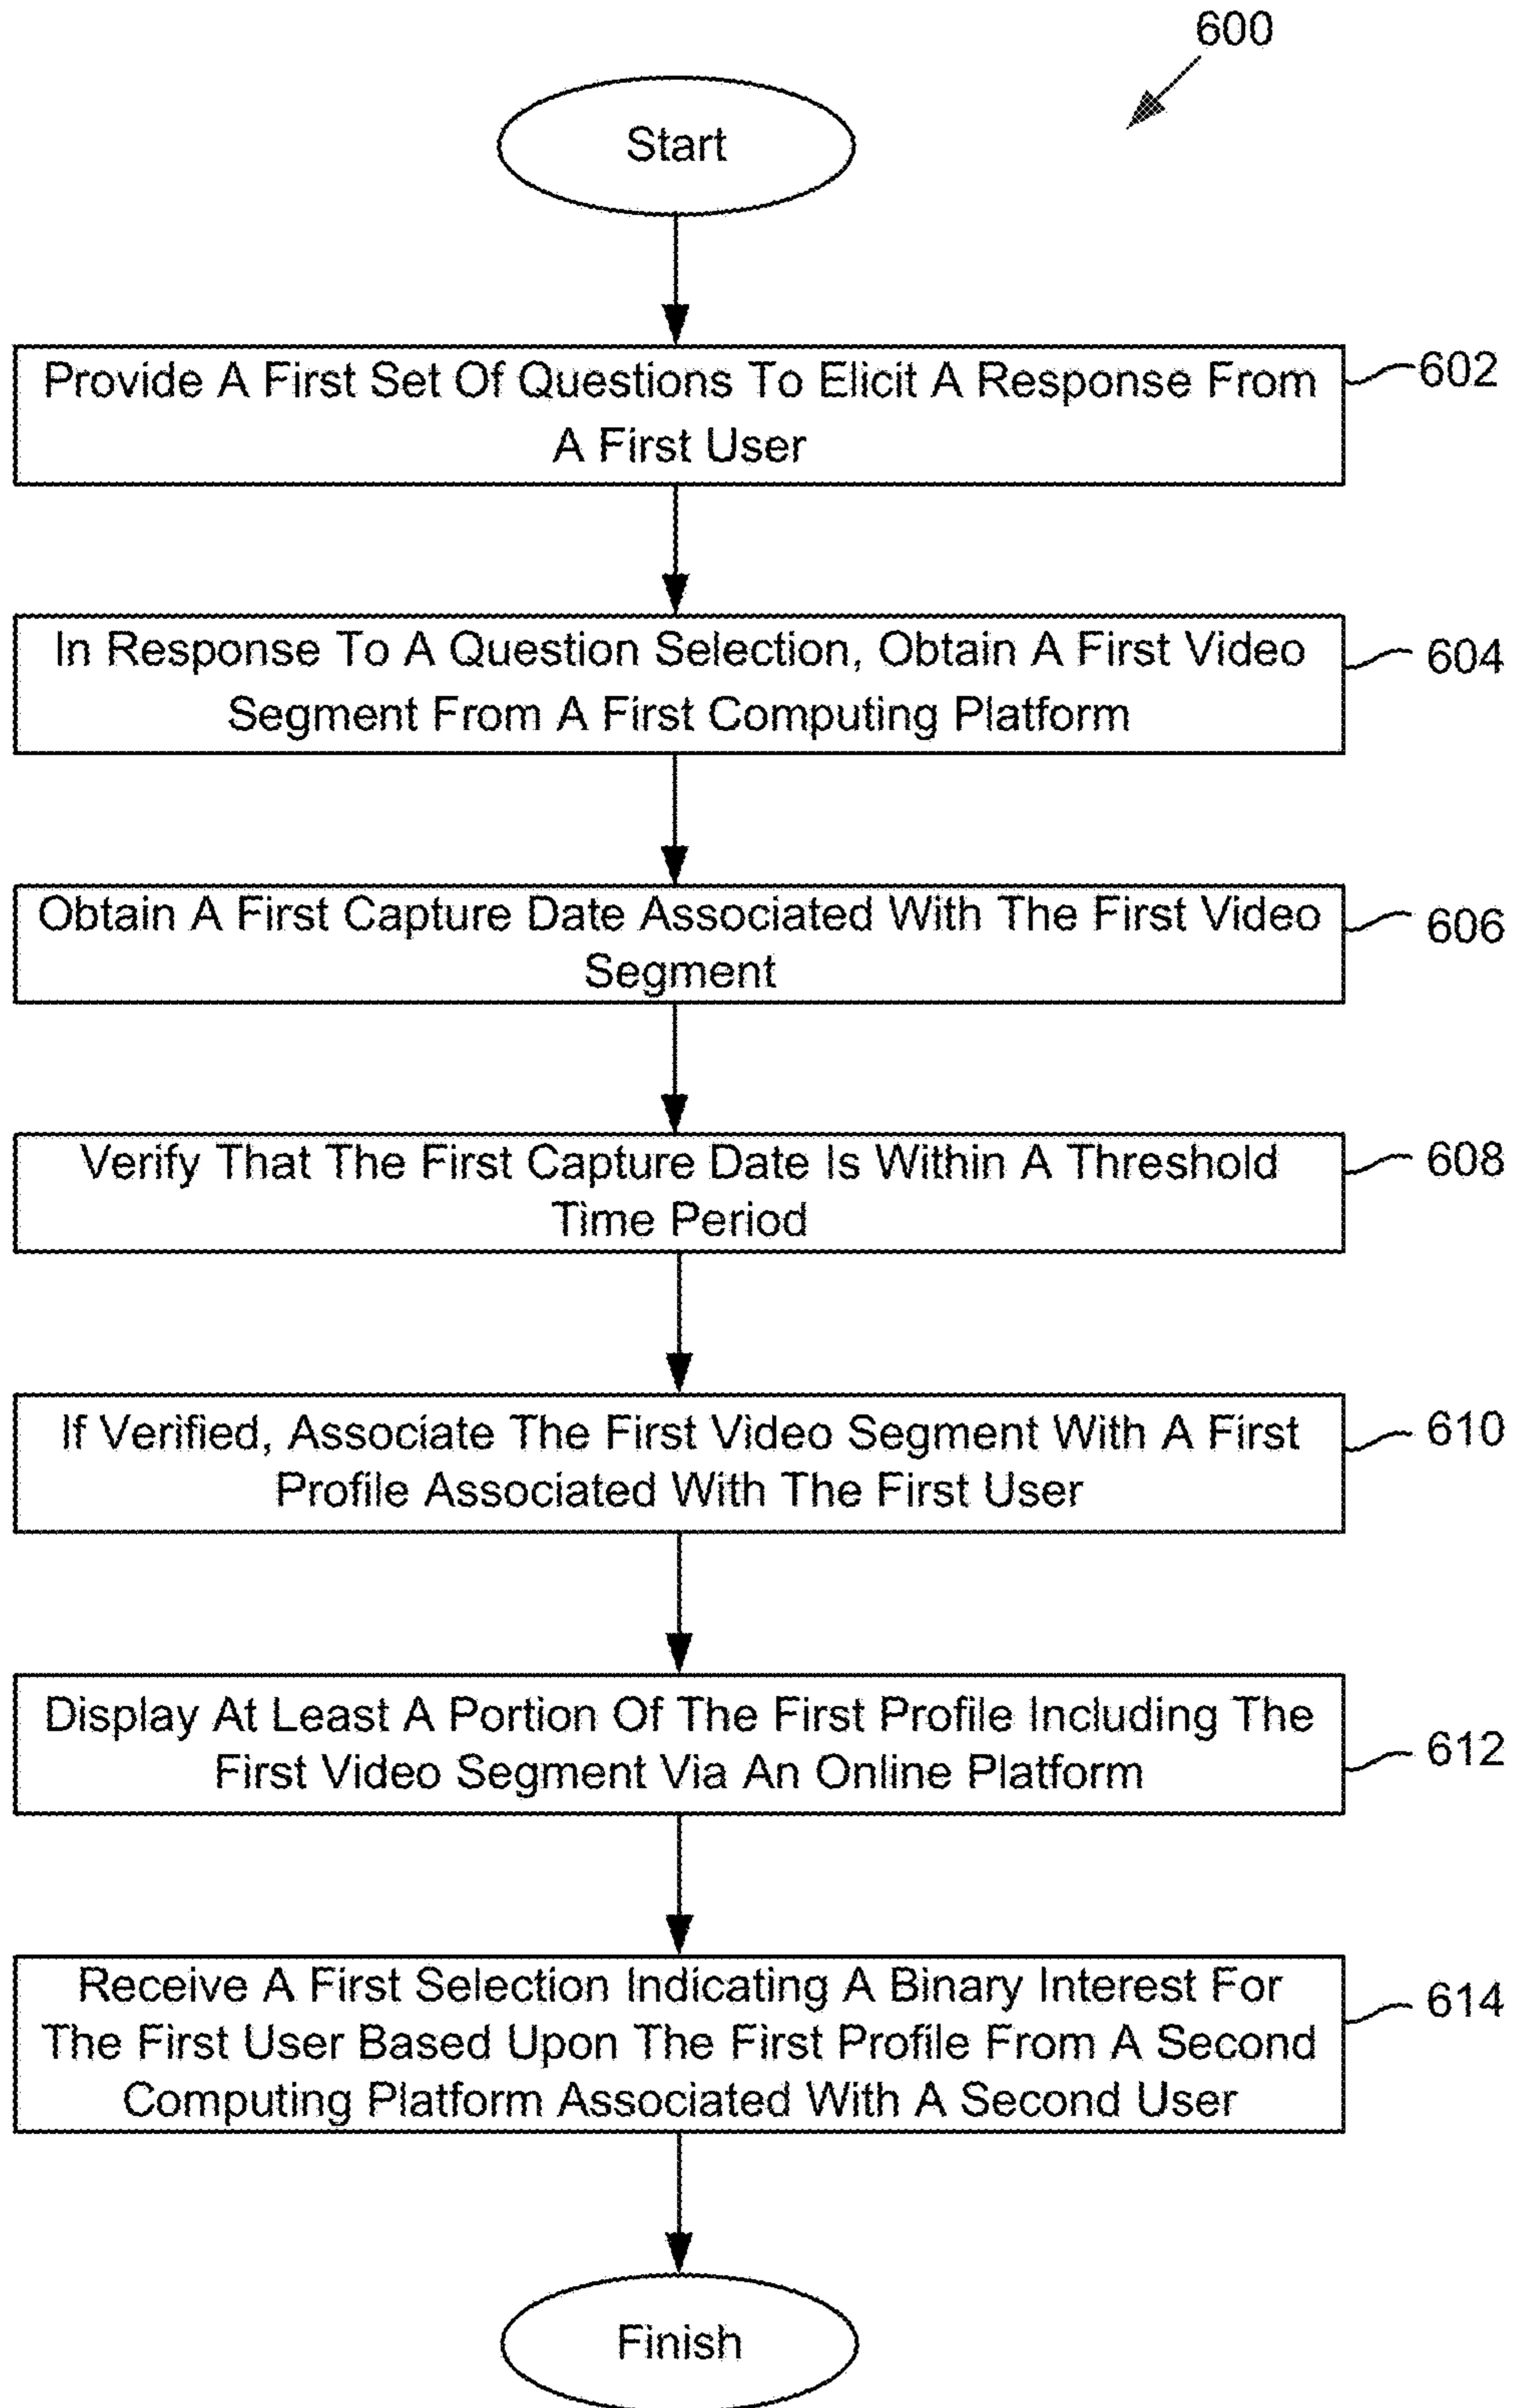 600
Start
Provide A First Set Of Questions To Elicit A Response From
A First User
602
In Response To A Question Selection, Obtain A First Video
Segment From A First Computing Platform
604
Obtain A First Capture Date Associated With The First Video
Segment
606
Verify That The First Capture Date Is Within A Threshold
Time Period
608
If Verified, Associate The First Video Segment With A First
Profile Associated With The First User
610
Display At Least A Portion Of The First Profile Including The
First Video Segment Via An Online Platform
612
Receive A First Selection Indicating A Binary Interest For
The First User Based Upon The First Profile From A Second
Computing Platform Associated With A Second User
614
Finish